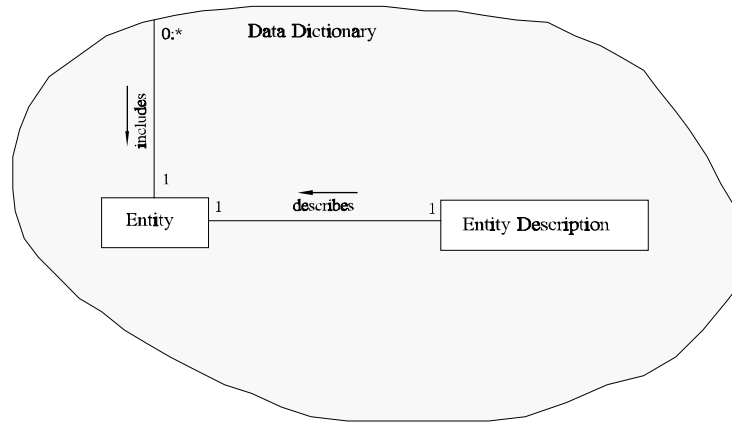 Data Dictionary
0:*
includes
1
Entity
1
describes
1
Entity Description